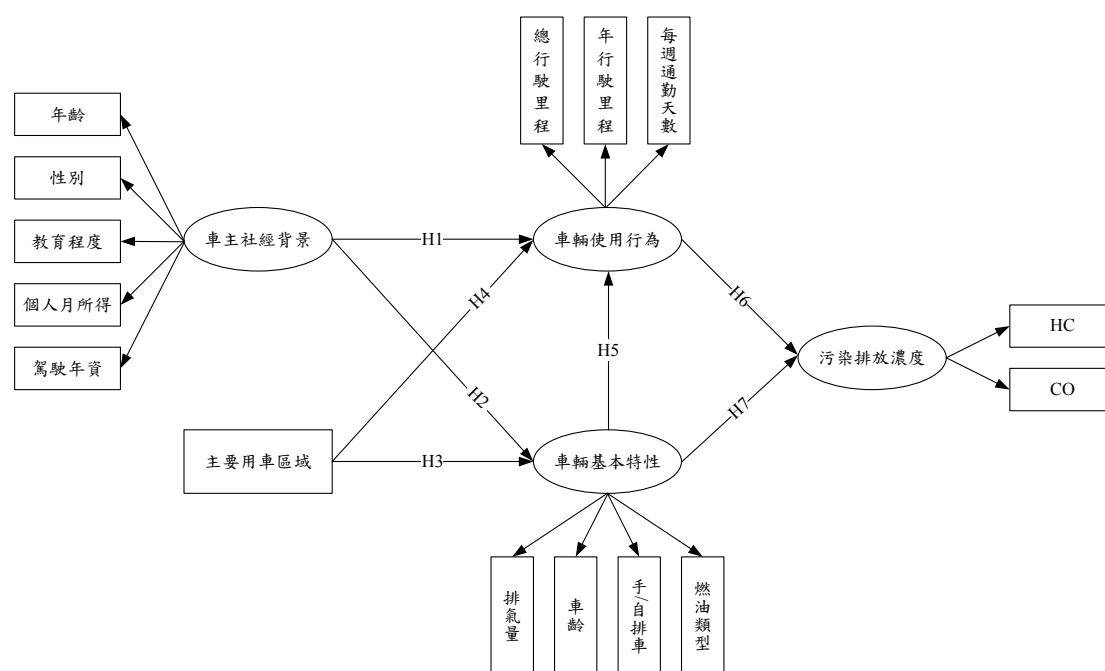 總行駛里程
年行駛里程
每週通勤天數
年齡
性別
教育程度
個人月所得
駕駛年資
車主社經背景
H1
車輛使用行為
H4
H6
H5
H2
污染排放濃度
HC
CO
H7
主要用車區域
H3
車輛基本特性
排氣量
車齡
手/自排車
燃油類型